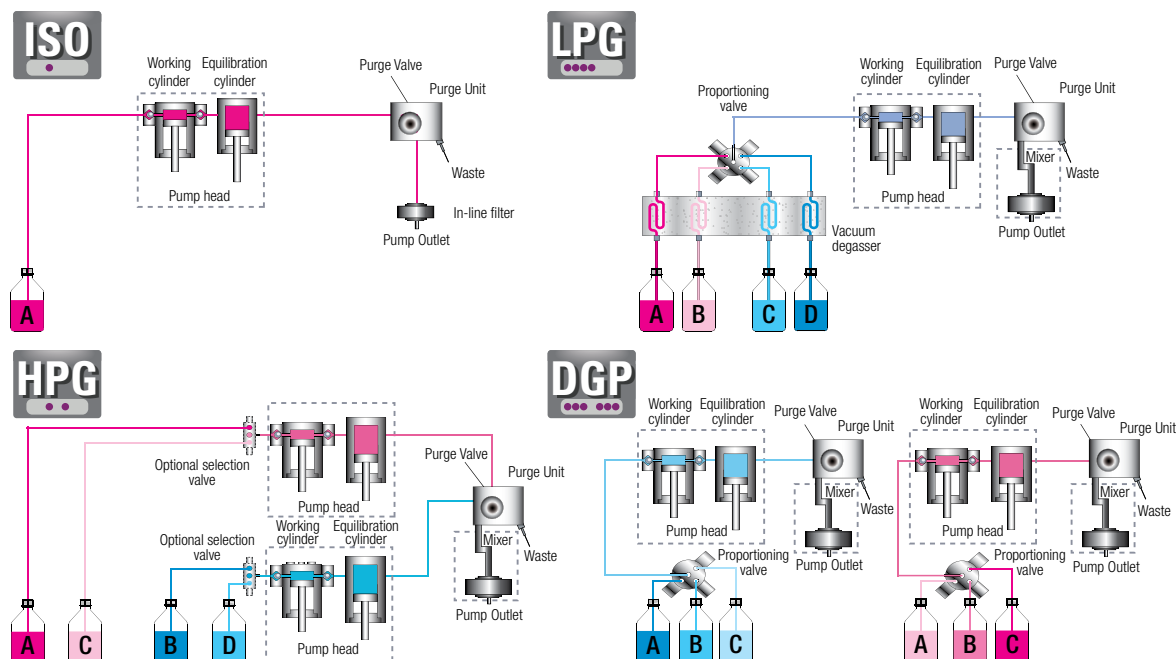 ISO
Working
cylinder
Equilibration
cylinder
Purge Valve
Purge Unit
Waste
Pump head
In-line filter
Pump Outlet
A
LPG
Proportioning
valve
Working
cylinder
Equilibration
cylinder
Purge Valve
Purge Unit
Waste
Mixer
Pump head
Pump Outlet
Vacuum
degasser
A
B
C
D
HPG
Optional selection
valve
Pump head
Purge Valve
Purge Unit
Optional selection
valve
Working
cylinder
Equilibration
cylinder
Mixer
Waste
Pump head
Pump Outlet
A
C
B
D
DGP
Working
cylinder
Equilibration
cylinder
Purge Valve
Purge Unit
Waste
Mixer
Pump head
Pump Outlet
Proportioning
valve
A
B
C
Working
cylinder
Equilibration
cylinder
Purge Valve
Purge Unit
Waste
Mixer
Pump head
Pump Outlet
Proportioning
valve
A
B
C